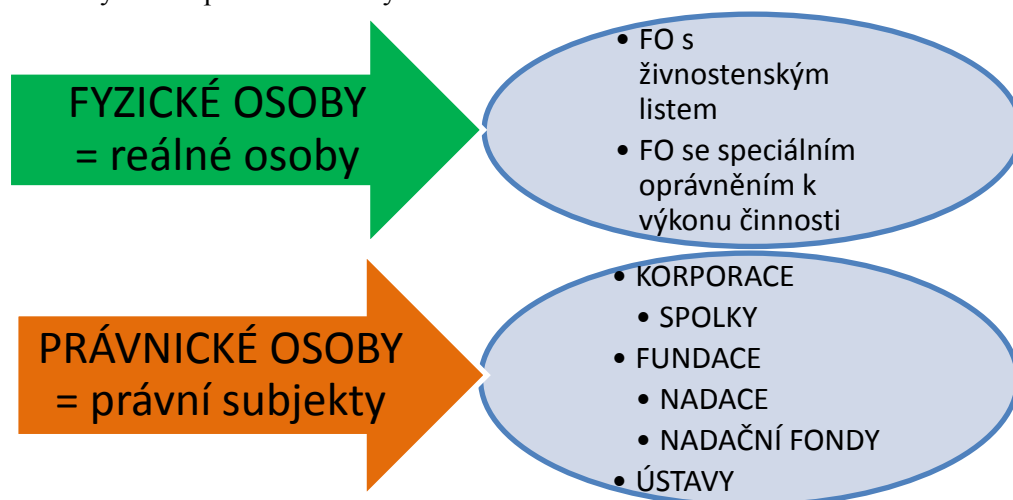 FYZICKÉ OSOBY
= reálné osoby
• FO s
živnostenským
listem
• FO se speciálním
oprávněním k
výkonu činnosti
PRÁVNICKÉ OSOBY
= právní subjekty
• KORPORACE
• SPOLKY
• FUNDACE
• NADACE
• NADAČNÍ FONDY
• ÚSTAVY